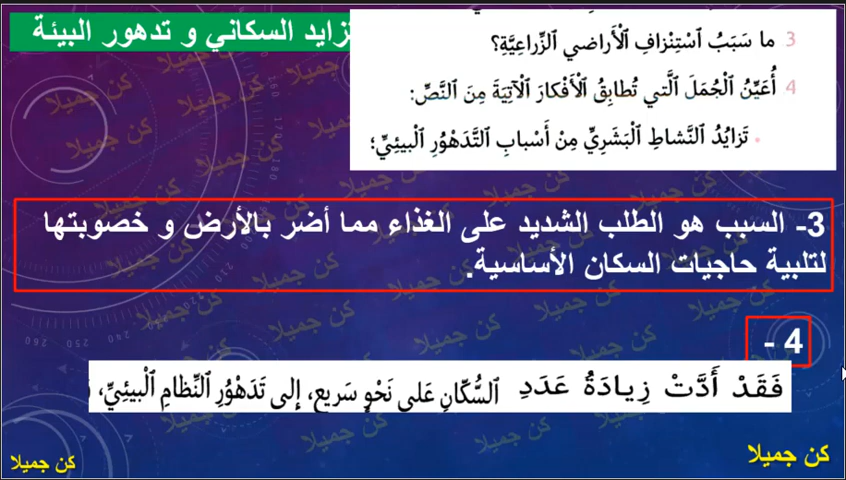 تزايد السكاني و تدهور البيئة
3 ما سَبَبُ ٱسْتِنْزافِ ٱلْأَراضي ٱلزِّراعِيَّةِ؟
4 أُعَيِّنُ ٱلْجُمَلَ ٱلَّتي تُطابِقُ ٱلْأَفْكارَ ٱلْآتِيَةَ مِنَ ٱلنَّصِّ:
• تَزايُدُ ٱلنَّشاطِ ٱلْبَشَرِيِّ مِنْ أَسْبابِ ٱلتَّدَهْوُرِ ٱلْبيئِيِّ؛
3- السبب هو الطلب الشديد على الغذاء مما أضر بالأرض و خصوبتها
لتلبية حاجيات السكان الأساسية.
4 -
فَقَدْ أَدَّتْ زِيادَةُ عَدَدِ ٱلسُّكّانِ عَلى نَحْوٍ سَريعٍ، إِلى تَدَهْوُرِ ٱلنِّظامِ ٱلْبيئِيِّ،
كن جميلا
كن جميلا